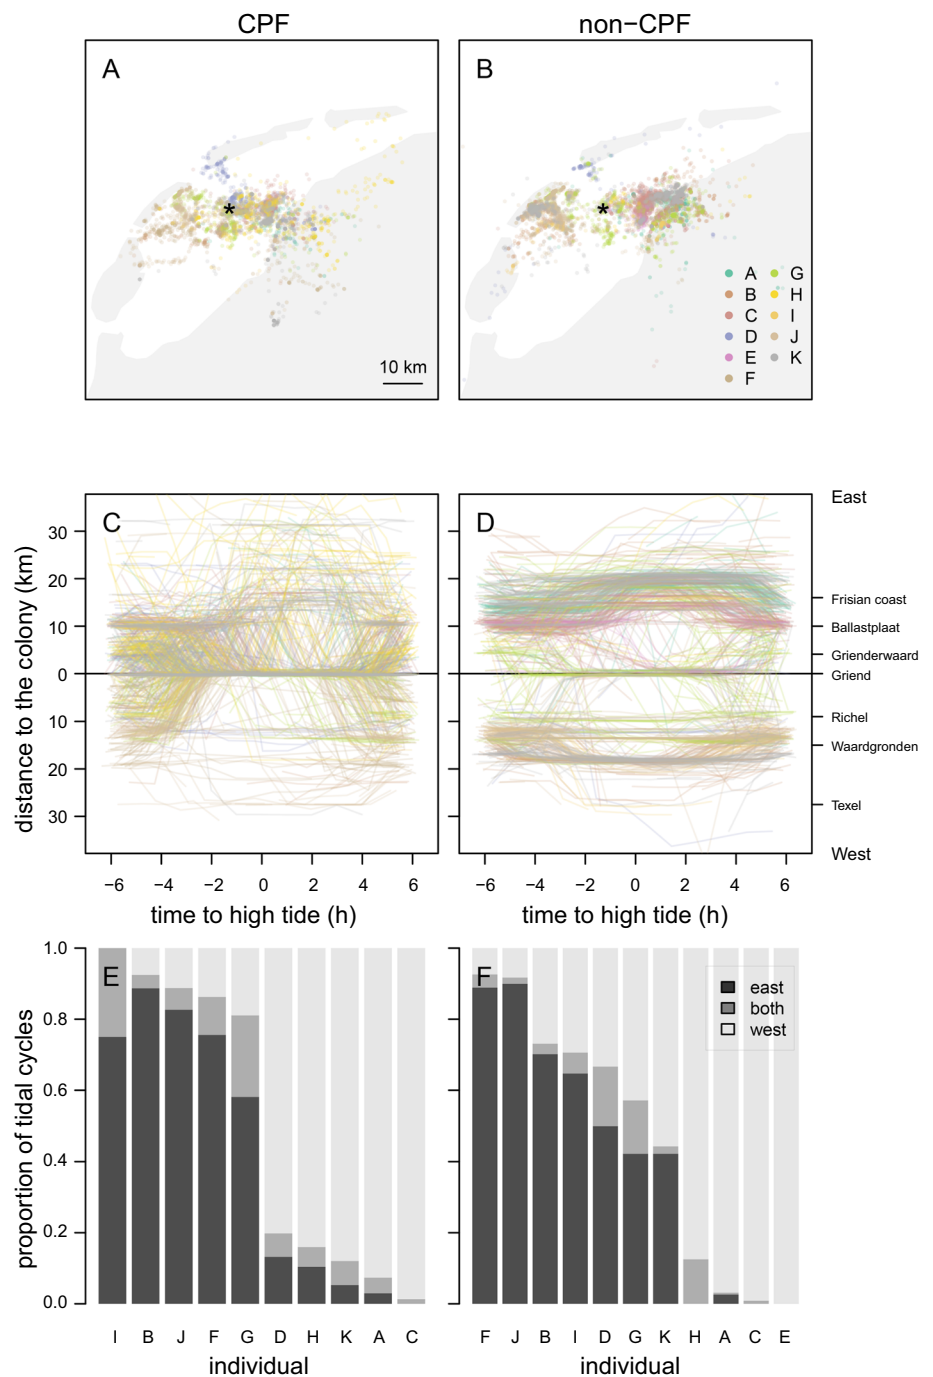 CPF
non−CPF
A
B
*
*
A
G
B
H
C
I
D
J
E
K
F
10 km
C
D
East
30
20
10
0
10
20
30
distance to the colony (km)
Frisian coast
Ballastplaat
Grienderwaard
Griend
Richel
Waardgronden
Texel
West
−6 −4 −2 0 2 4 6
−6 −4 −2 0 2 4 6
time to high tide (h)
time to high tide (h)
E
F
1.0
0.8
0.6
0.4
0.2
0.0
proportion of tidal cycles
east
both
west
I B J F G D H K A C
F J B I D G K H A C E
individual
individual